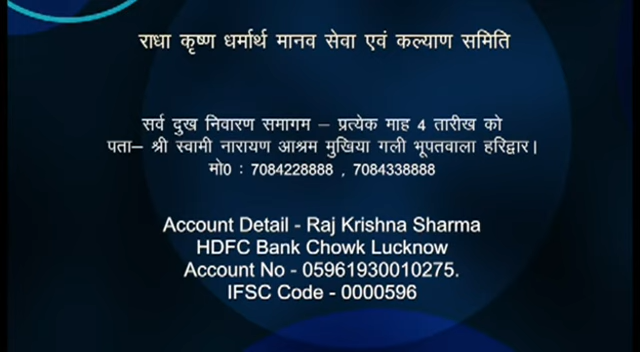 राधा कृष्ण धर्मार्थ मानव सेवा एवं कल्याण समिति
सर्व दुख निवारण समागम – प्रत्येक माह 4 तारीख को
पता– श्री स्वामी नारायण आश्रम मुखिया गली भूपतवाला हरिद्वार।
मो0 : 7084228888 , 7084338888
Account Detail - Raj Krishna Sharma
HDFC Bank Chowk Lucknow
Account No - 05961930010275.
IFSC Code - 0000596